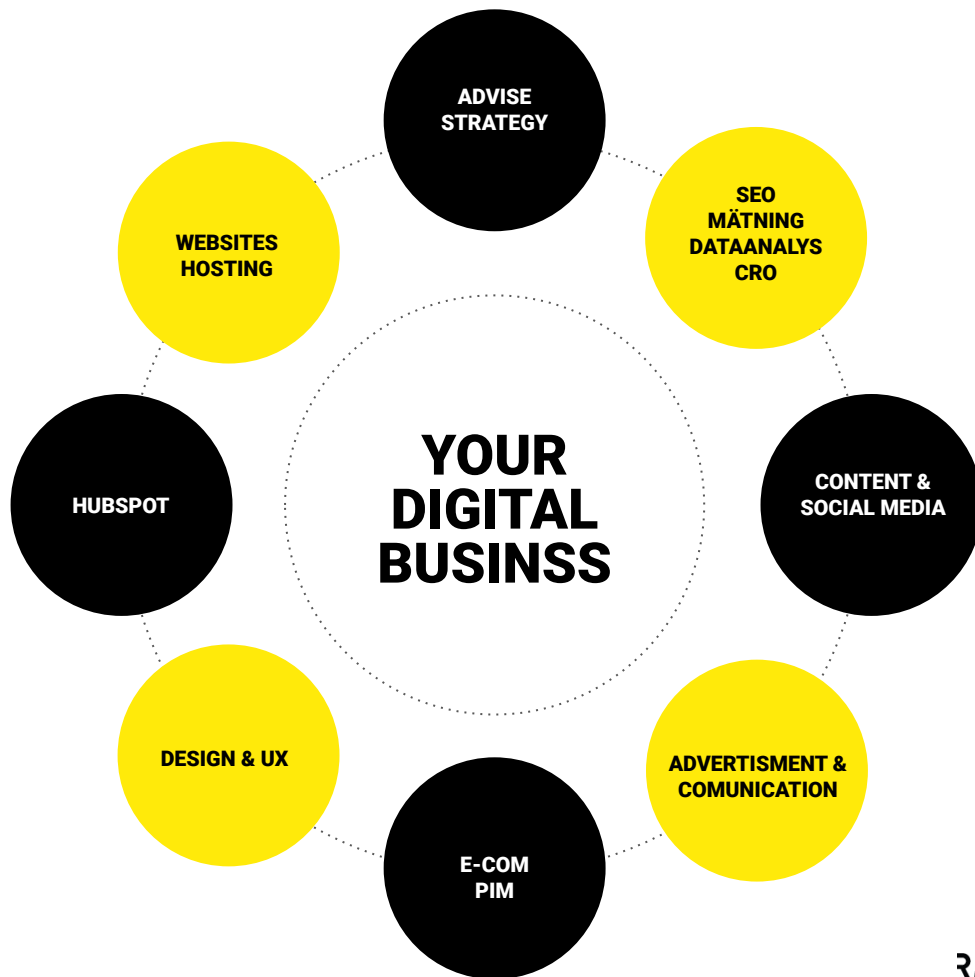 ADVISE
STRATEGY
SEO
MÄTNING
DATAANALYS
CRO
WEBSITES
HOSTING
YOUR
DIGITAL
BUSINSS
HUBSPOT
CONTENT &
SOCIAL MEDIA
DESIGN & UX
ADVERTISMENT &
COMUNICATION
E-COM
PIM